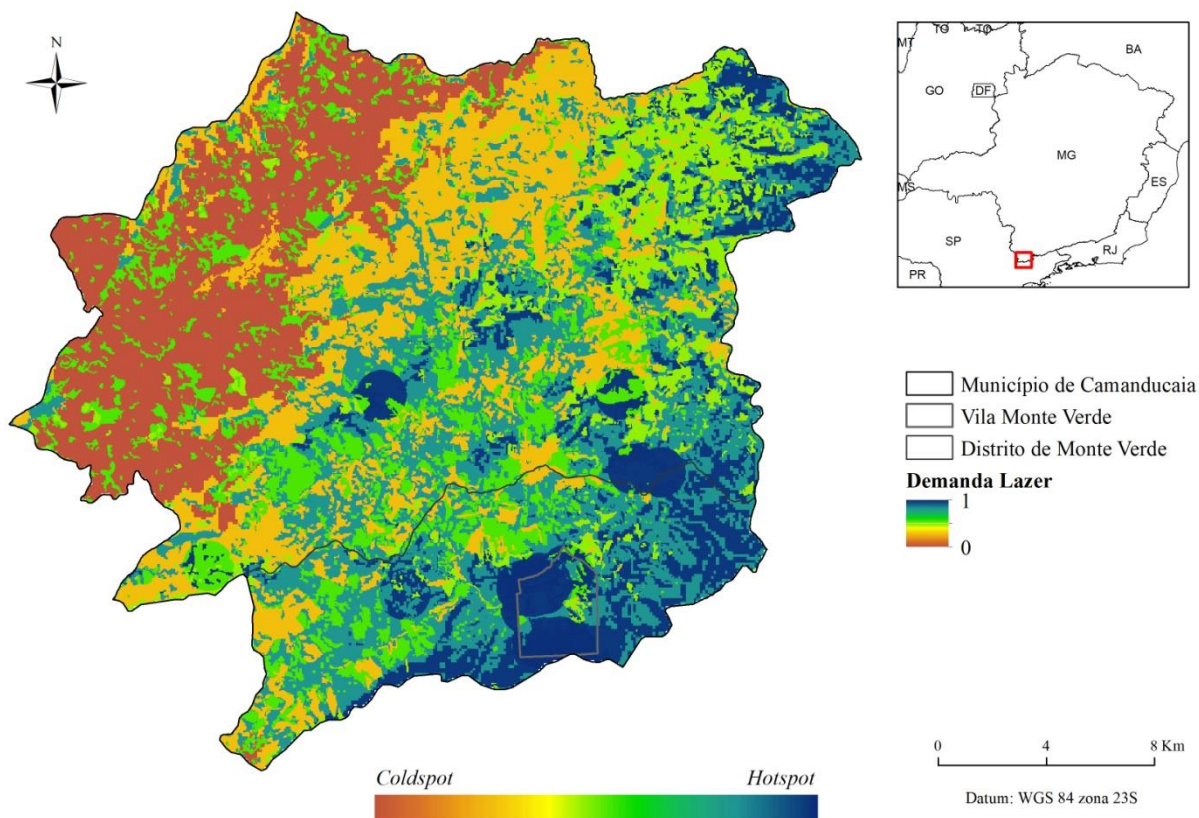 N
MT
TO
TO
BA
GO
DF
MG
MS
ES
SP
RJ
PR
Município de Camanducaia
Vila Monte Verde
Distrito de Monte Verde
Demanda Lazer
1
0
0 4 8 Km
Datum: WGS 84 zona 23S
Coldspot Hotspot